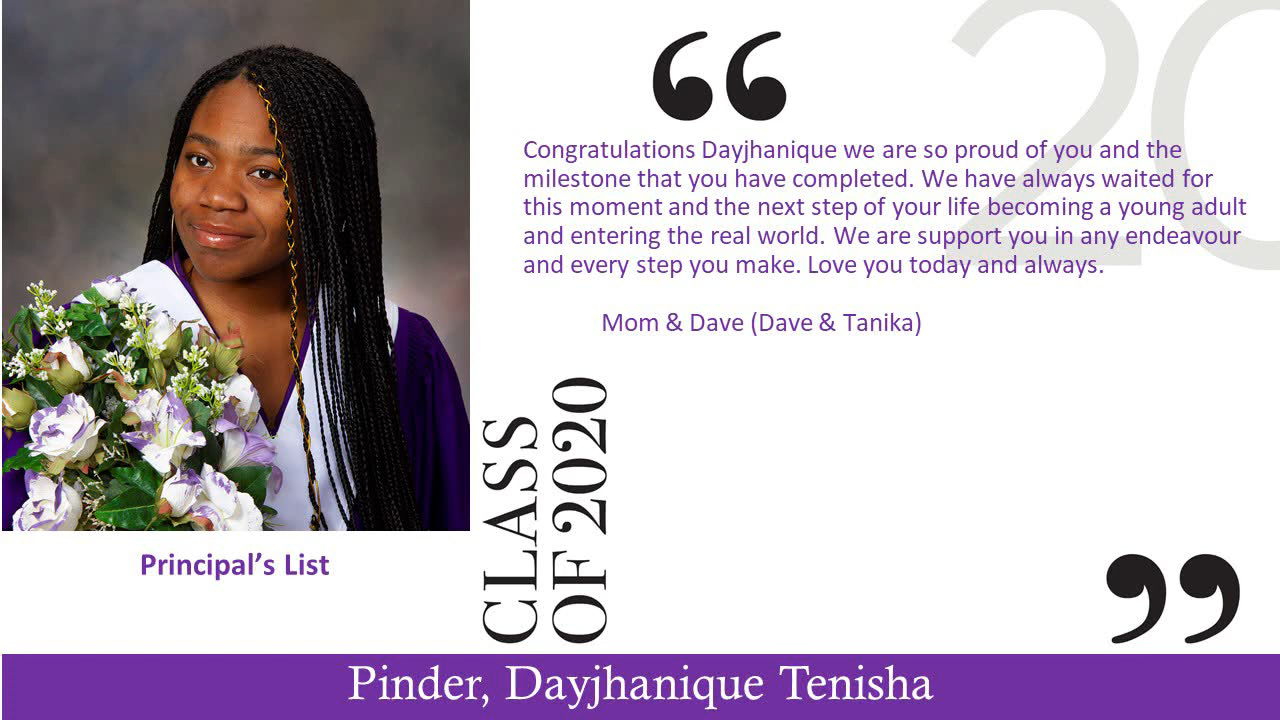 20
“
Congratulations Dayjhanique we are so proud of you and the
milestone that you have completed. We have always waited for
this moment and the next step of your life becoming a young adult
and entering the real world. We are support you in any endeavour
and every step you make. Love you today and always.
Mom & Dave (Dave & Tanika)
CLASS
OF 2020
”
Principal’s List
Pinder, Dayjhanique Tenisha